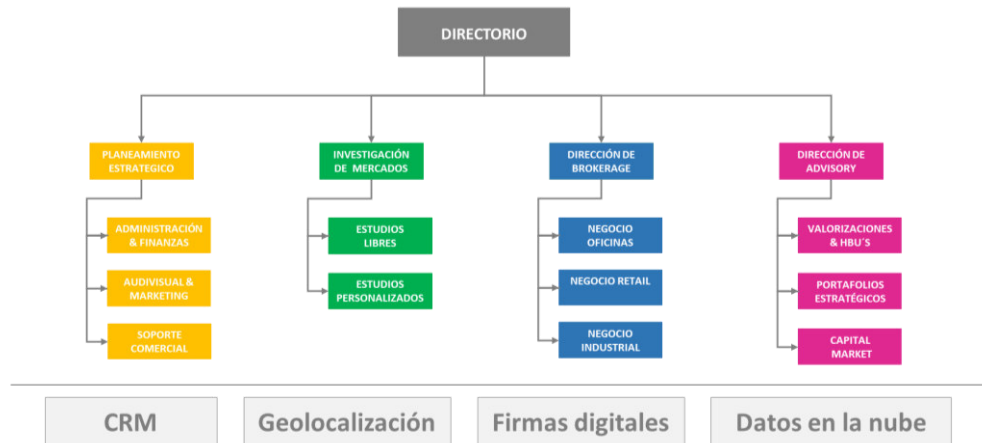 DIRECTORIO
PLANEAMIENTO
ESTRATEGICO
INVESTIGACIÓN
DE MERCADOS
DIRECCIÓN DE
BROKERAGE
DIRECCIÓN DE
ADVISORY
ADMINISTRACIÓN
& FINANZAS
ESTUDIOS
LIBRES
NEGOCIO
OFICINAS
VALORIZACIONES
& HBU´S
AUDIVISUAL &
MARKETING
ESTUDIOS
PERSONALIZADOS
NEGOCIO RETAIL
PORTAFOLIOS
ESTRATÉGICOS
SOPORTE
COMERCIAL
NEGOCIO
INDUSTRIAL
CAPITAL
MARKET
CRM
Geolocalización
Firmas digitales
Datos en la nube